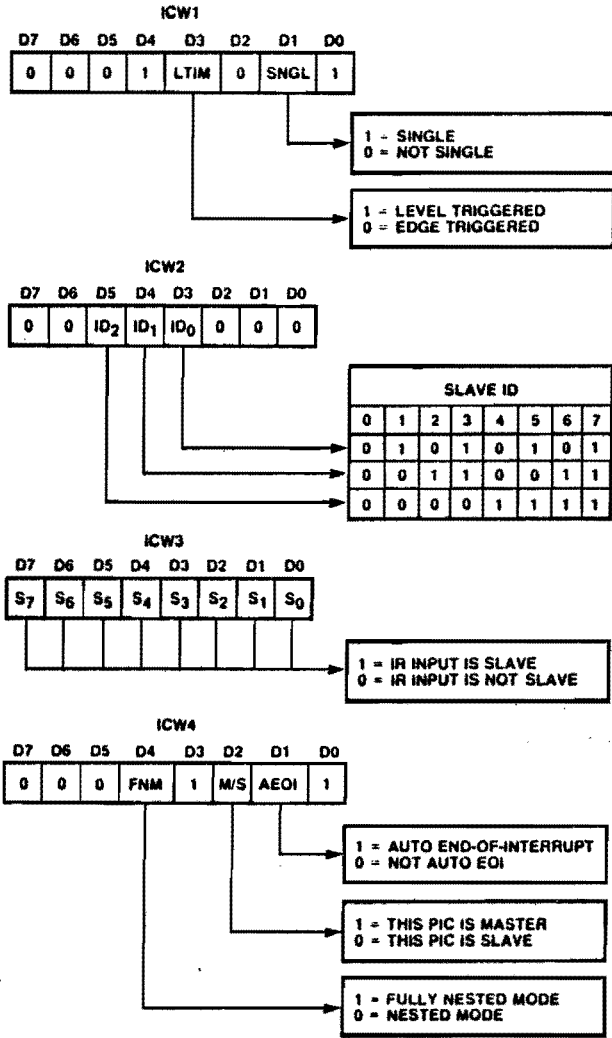 ICW1
D7 D6 D5 D4 D3 D2 D1 D0
0 0 0 1 LTIM 0 SNGL 1
1 = SINGLE
0 = NOT SINGLE
1 = LEVEL TRIGGERED
0 = EDGE TRIGGERED
ICW2
D7 D6 D5 D4 D3 D2 D1 D0
0 0 ID2 ID1 ID0 0 0 0
SLAVE ID
0 1 2 3 4 5 6 7
0 1 0 1 0 1 0 1
0 0 1 1 0 0 1 1
0 0 0 0 1 1 1 1
ICW3
D7 D6 D5 D4 D3 D2 D1 D0
S7 S6 S5 S4 S3 S2 S1 S0
1 = IR INPUT IS SLAVE
0 = IR INPUT IS NOT SLAVE
ICW4
D7 D6 D5 D4 D3 D2 D1 D0
0 0 0 FNM 1 M/S AEOI 1
1 = AUTO END-OF-INTERRUPT
0 = NOT AUTO EOI
1 = THIS PIC IS MASTER
0 = THIS PIC IS SLAVE
1 = FULLY NESTED MODE
0 = NESTED MODE